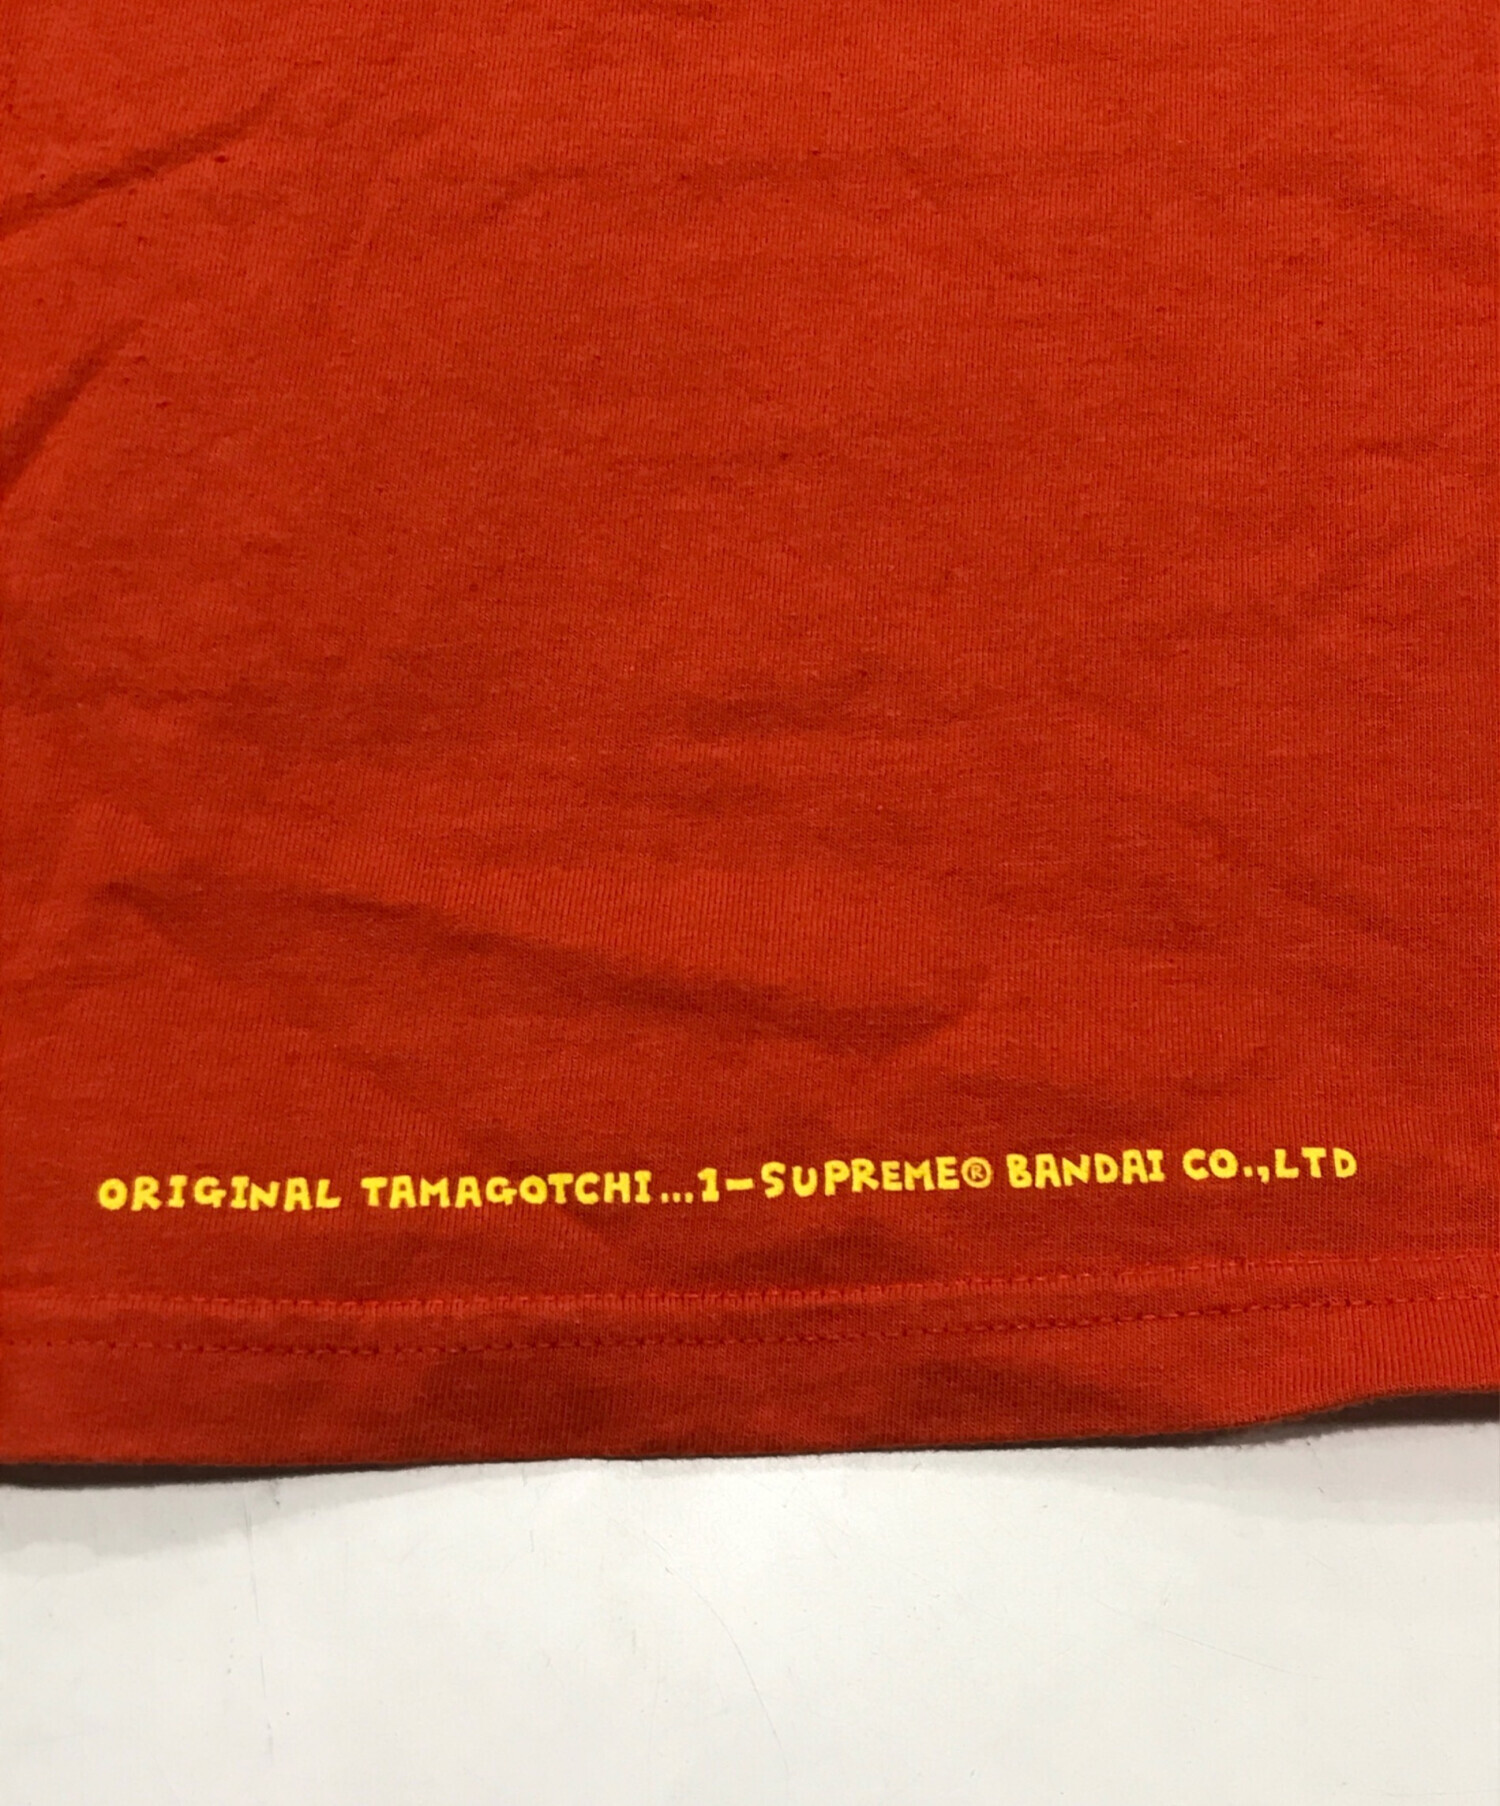 ORIGINAL TAMAGOTCHI...1-SUPREME® BANDAI CO.,LTD